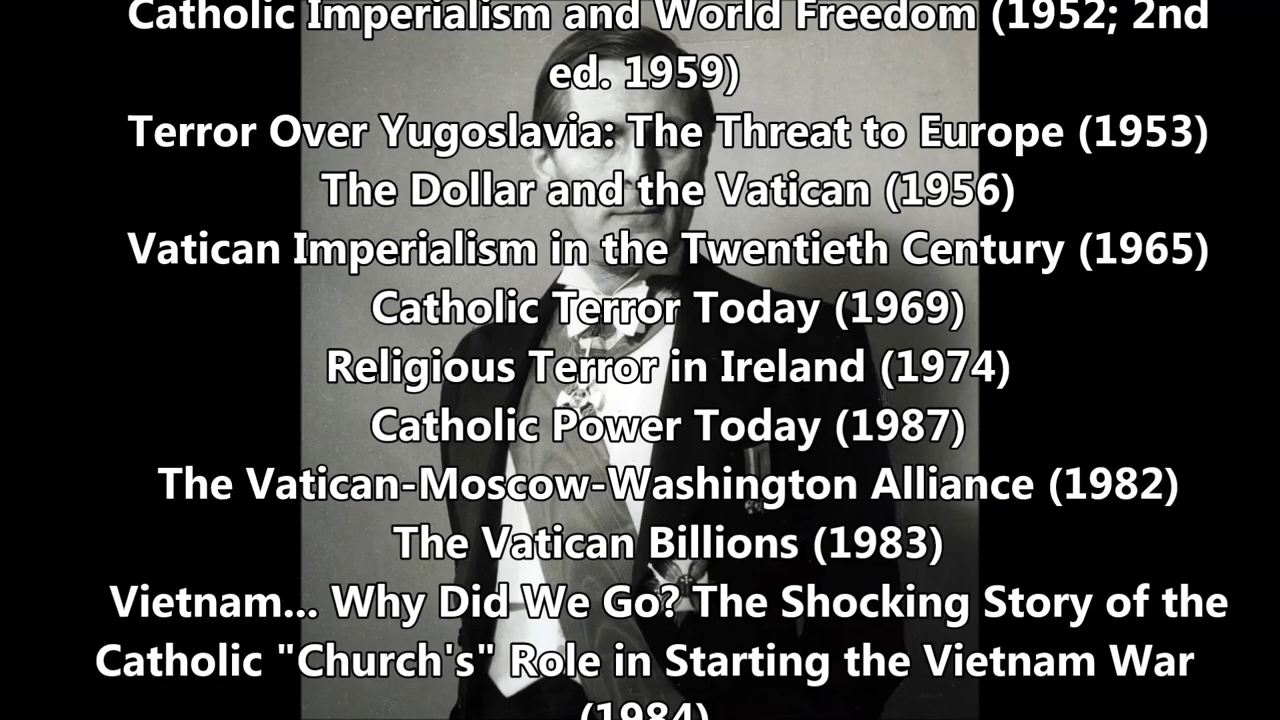 Catholic Imperialism and World Freedom (1952; 2nd
ed. 1959)
Terror Over Yugoslavia: The Threat to Europe (1953)
The Dollar and the Vatican (1956)
Vatican Imperialism in the Twentieth Century (1965)
Catholic Terror Today (1969)
Religious Terror in Ireland (1974)
Catholic Power Today (1987)
The Vatican-Moscow-Washington Alliance (1982)
The Vatican Billions (1983)
Vietnam... Why Did We Go? The Shocking Story of the
Catholic "Church's" Role in Starting the Vietnam War
(1984)